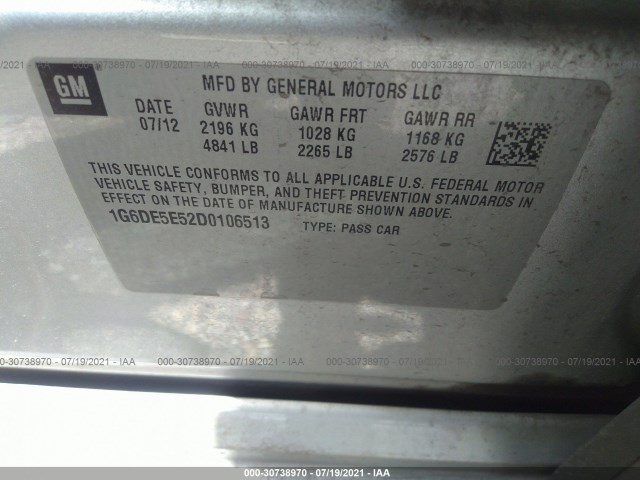 GM
MFD BY GENERAL MOTORS LLC
DATE GVWR GAWR FRT GAWR RR
07/12 2196 KG 1028 KG 1168 KG
4841 LB 2265 LB 2576 LB
THIS VEHICLE CONFORMS TO ALL APPLICABLE U.S. FEDERAL MOTOR
VEHICLE SAFETY, BUMPER, AND THEFT PREVENTION STANDARDS IN
EFFECT ON THE DATE OF MANUFACTURE SHOWN ABOVE.
1G6DE5E52D0106513 TYPE: PASS CAR
000-30738970 - 07/19/2021 - IAA